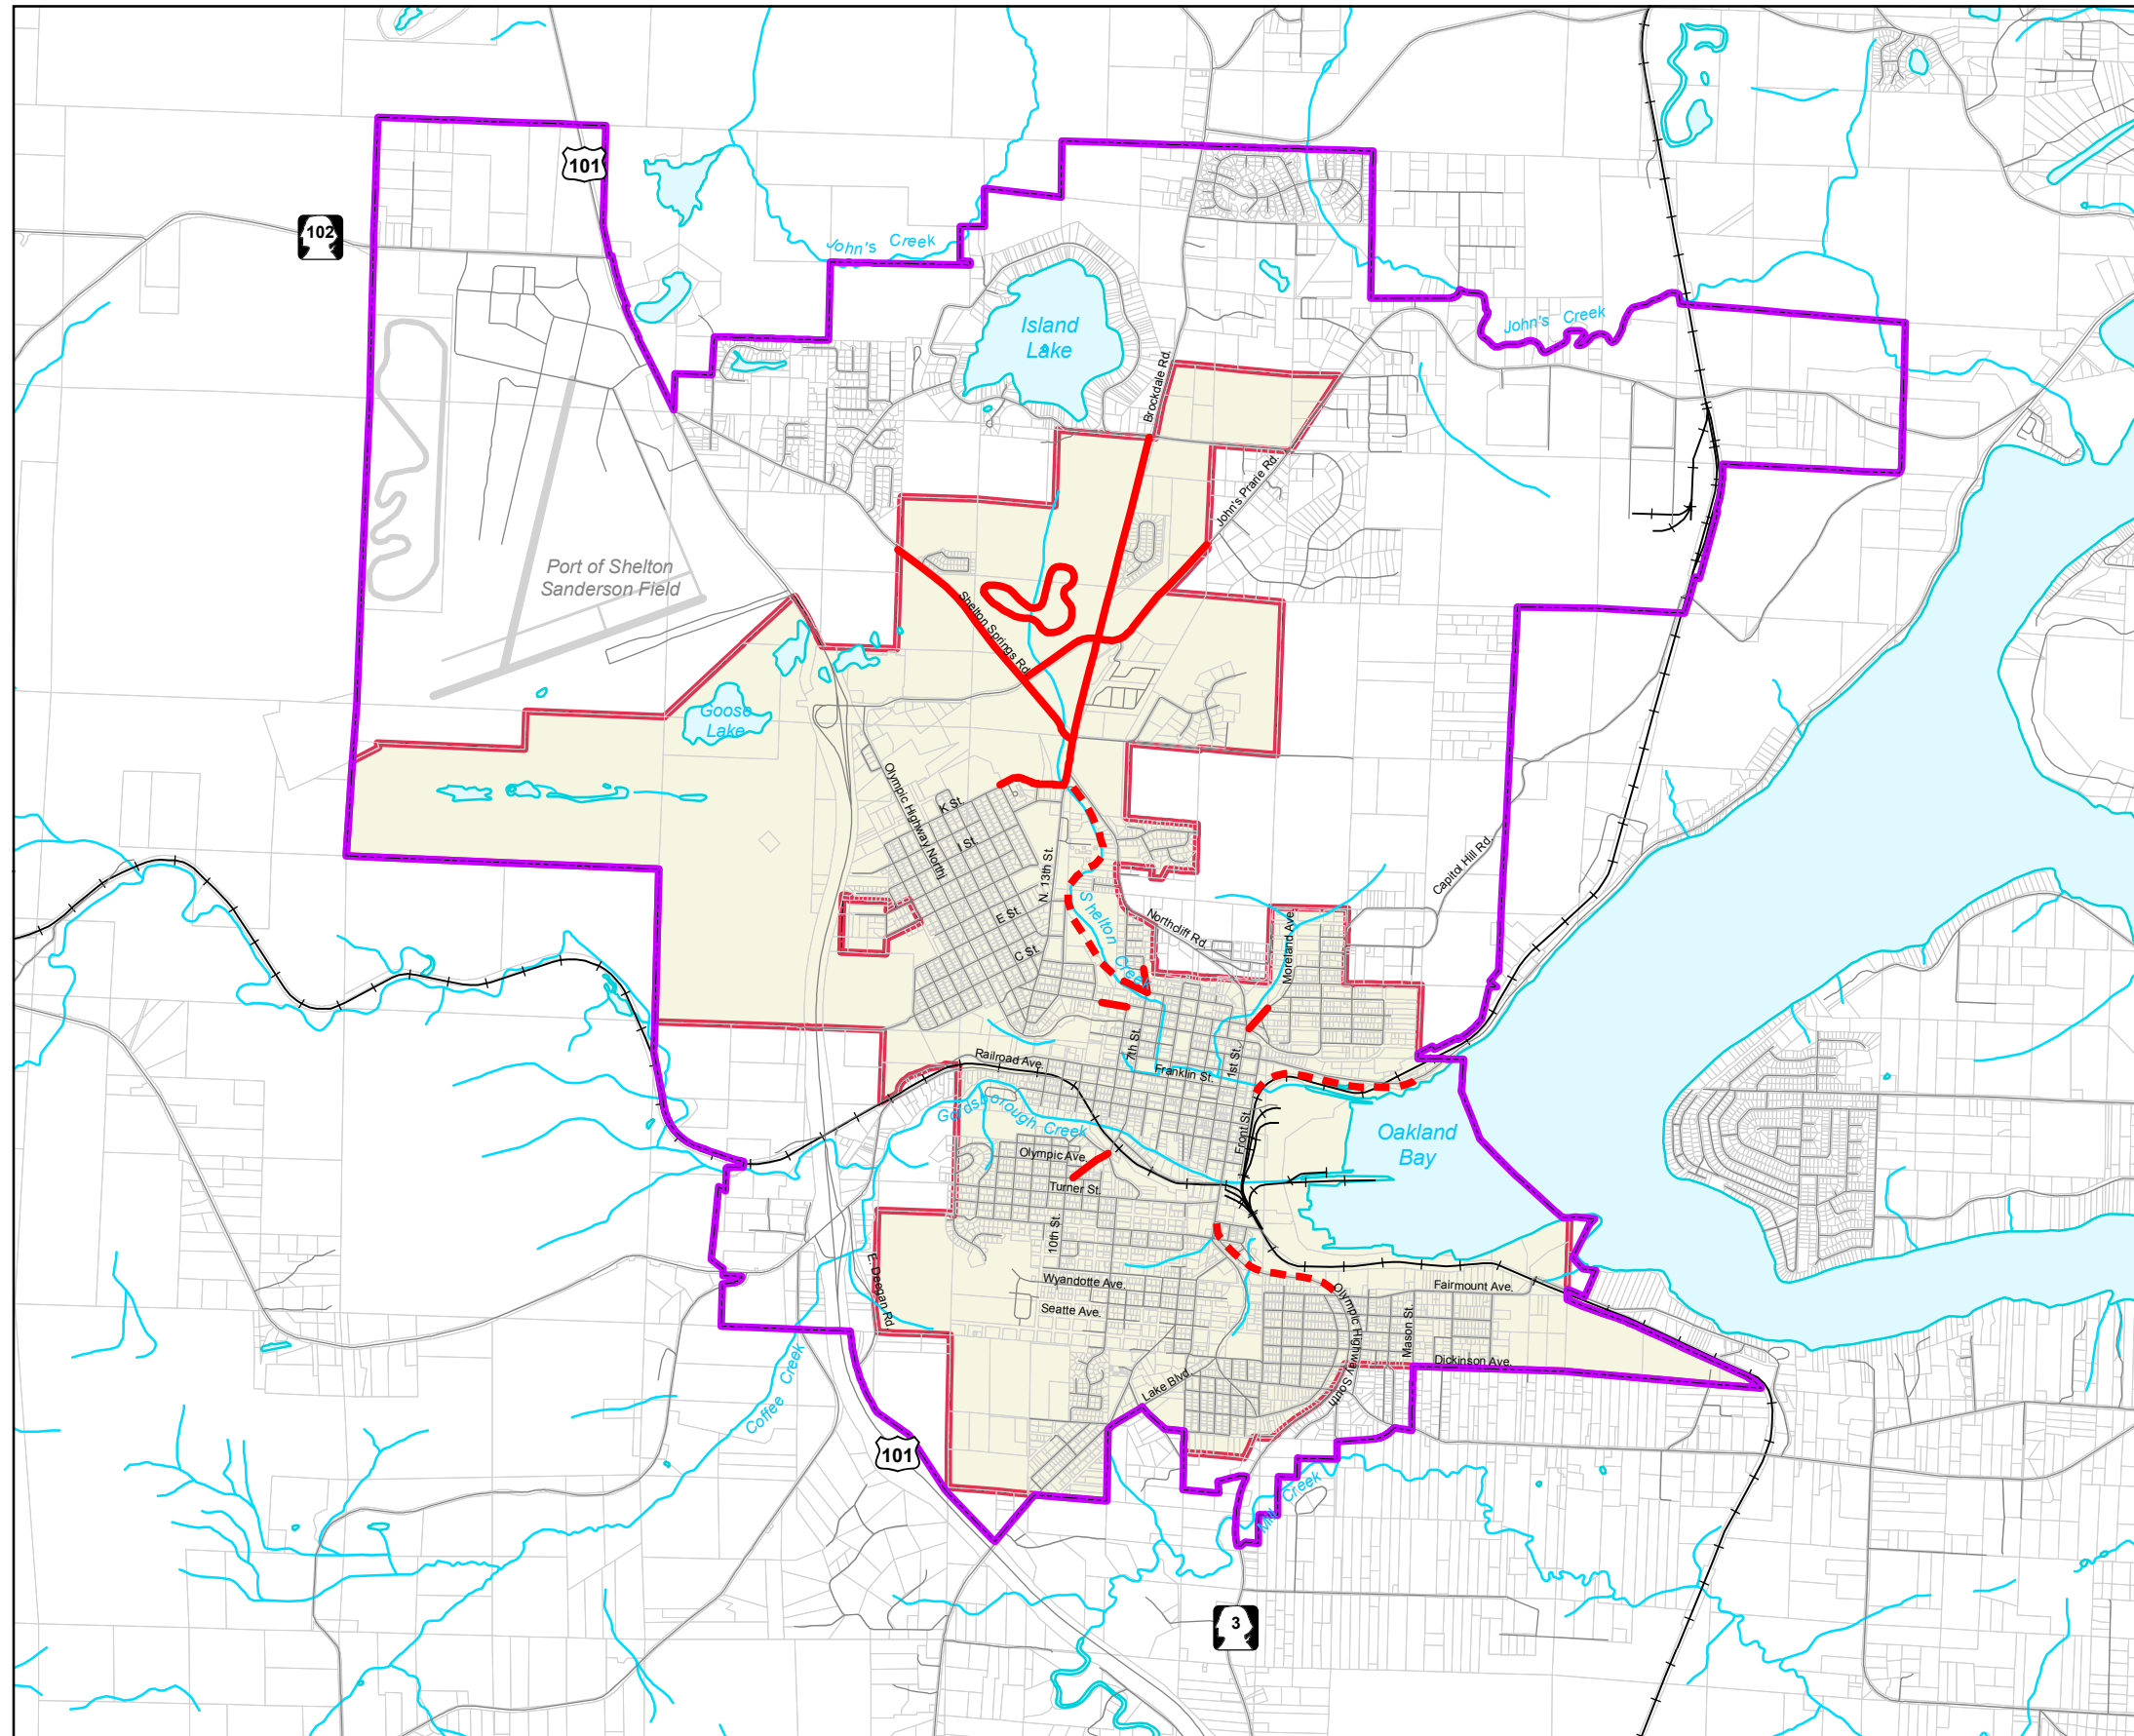 101
102
John's Creek
Island
Lake
John's Creek
Brockdale Rd.
John's Prarie Rd.
Port of Shelton
Sanderson Field
Shelton Springs Rd.
Goose
Lake
Olympic Highway Northj
K St.
I St.
N. 13th St.
E St.
C St.
Shelton Creek
Northcliff Rd.
Moreland Ave
Capitol Hill Rd.
Railroad Ave.
7th St.
Franklin St.
1st St.
Goldsborough Creek
Front St.
Oakland
Bay
Olympic Ave.
Turner St.
10th St.
E. Deegan Rd
Wyandotte Ave.
Seatte Ave.
Fairmount Ave.
Olympic Highway South
Mason St.
Dickinson Ave.
Lake Blvd.
Coffee Creek
101
Mill Creek
3